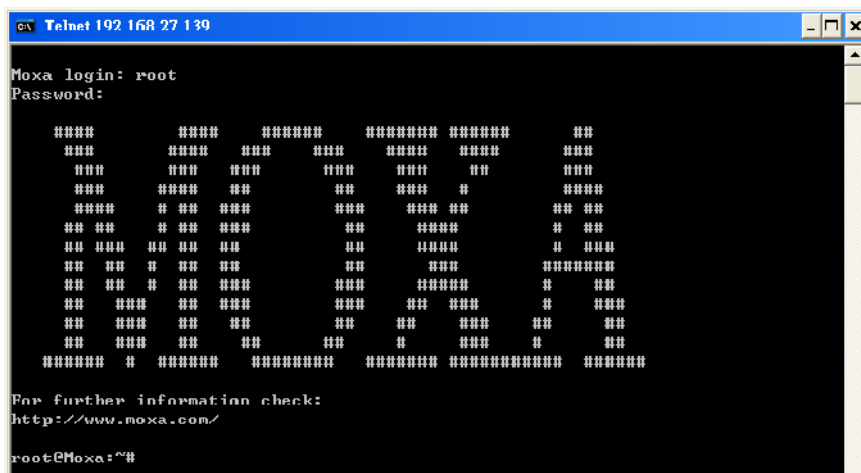 Telnet 192 168 27 139
Moxa login: root
Password:
MOXA
For further information check:
http://www.moxa.com/
root@Moxa:~#